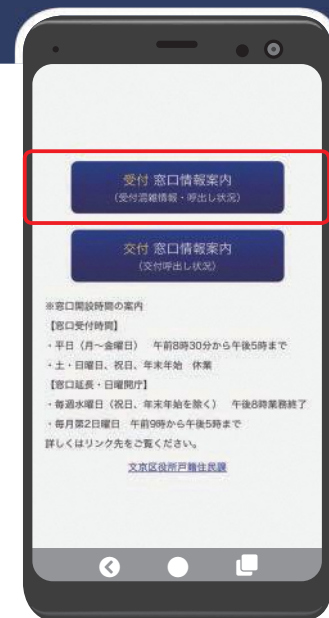 受付 窓口情報案内
（受付混雑情報・呼出し状況）
交付 窓口情報案内
（交付呼出し状況）
※窓口開設時間の案内
【窓口受付時間】
・平日（月～金曜日）　午前8時30分から午後5時まで
・土・日曜日、祝日、年末年始　休業
【窓口延長・日曜開庁】
・毎週水曜日（祝日、年末年始を除く）　午後8時業務終了
・毎月第2日曜日　午前9時から午後5時まで
詳しくはリンク先をご覧ください。
文京区役所戸籍住民課